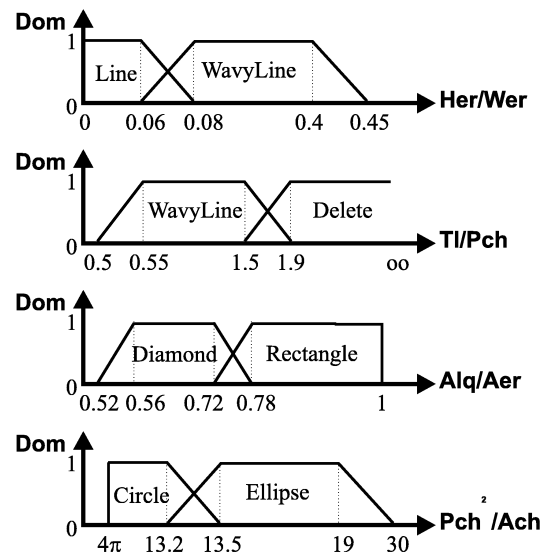 Dom
1
Line WavyLine
0
Her/Wer
0 0.06 0.08 0.4 0.45
Dom
1
WavyLine Delete
0
Tl/Pch
0.5 0.55 1.5 1.9 oo
Dom
1
Diamond Rectangle
0
Alq/Aer
0.52 0.56 0.72 0.78 1
Dom
1
Circle Ellipse
0
Pch²/Ach
4π 13.2 13.5 19 30